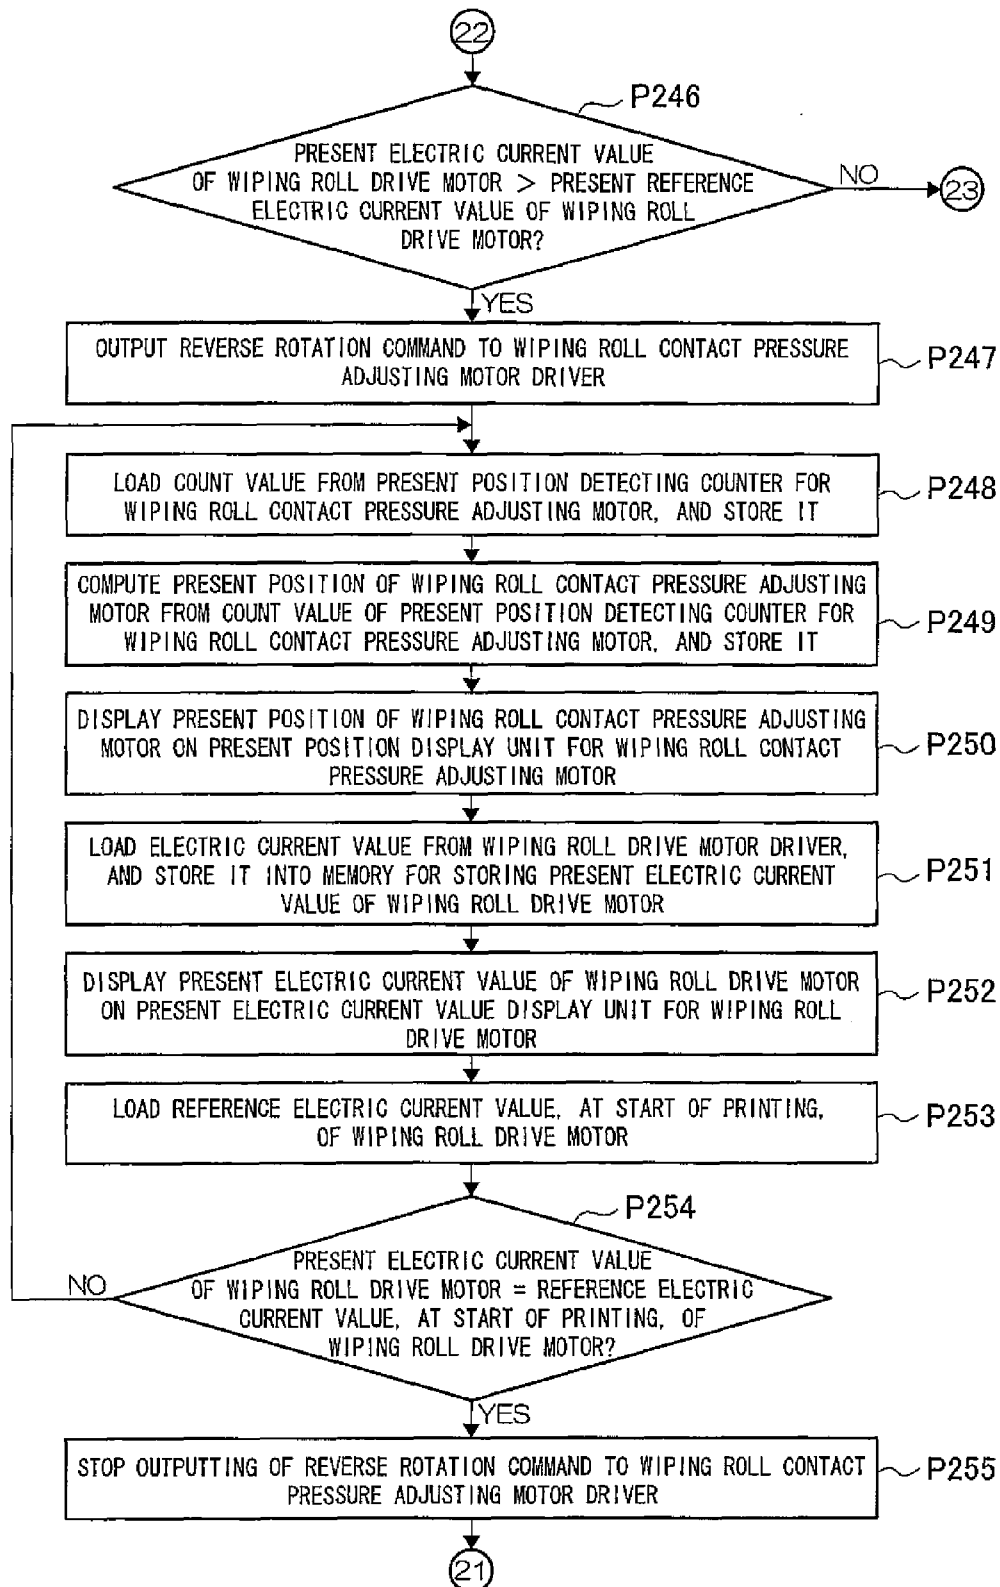 22
P246
PRESENT ELECTRIC CURRENT VALUE
OF WIPING ROLL DRIVE MOTOR > PRESENT REFERENCE
ELECTRIC CURRENT VALUE OF WIPING ROLL
DRIVE MOTOR?
NO
23
YES
OUTPUT REVERSE ROTATION COMMAND TO WIPING ROLL CONTACT PRESSURE
ADJUSTING MOTOR DRIVER
P247
LOAD COUNT VALUE FROM PRESENT POSITION DETECTING COUNTER FOR
WIPING ROLL CONTACT PRESSURE ADJUSTING MOTOR, AND STORE IT
P248
COMPUTE PRESENT POSITION OF WIPING ROLL CONTACT PRESSURE ADJUSTING
MOTOR FROM COUNT VALUE OF PRESENT POSITION DETECTING COUNTER FOR
WIPING ROLL CONTACT PRESSURE ADJUSTING MOTOR, AND STORE IT
P249
DISPLAY PRESENT POSITION OF WIPING ROLL CONTACT PRESSURE ADJUSTING
MOTOR ON PRESENT POSITION DISPLAY UNIT FOR WIPING ROLL CONTACT
PRESSURE ADJUSTING MOTOR
P250
LOAD ELECTRIC CURRENT VALUE FROM WIPING ROLL DRIVE MOTOR DRIVER,
AND STORE IT INTO MEMORY FOR STORING PRESENT ELECTRIC CURRENT
VALUE OF WIPING ROLL DRIVE MOTOR
P251
DISPLAY PRESENT ELECTRIC CURRENT VALUE OF WIPING ROLL DRIVE MOTOR
ON PRESENT ELECTRIC CURRENT VALUE DISPLAY UNIT FOR WIPING ROLL
DRIVE MOTOR
P252
LOAD REFERENCE ELECTRIC CURRENT VALUE, AT START OF PRINTING,
OF WIPING ROLL DRIVE MOTOR
P253
P254
PRESENT ELECTRIC CURRENT VALUE
OF WIPING ROLL DRIVE MOTOR = REFERENCE ELECTRIC
CURRENT VALUE, AT START OF PRINTING, OF
WIPING ROLL DRIVE MOTOR?
NO
YES
STOP OUTPUTTING OF REVERSE ROTATION COMMAND TO WIPING ROLL CONTACT
PRESSURE ADJUSTING MOTOR DRIVER
P255
21